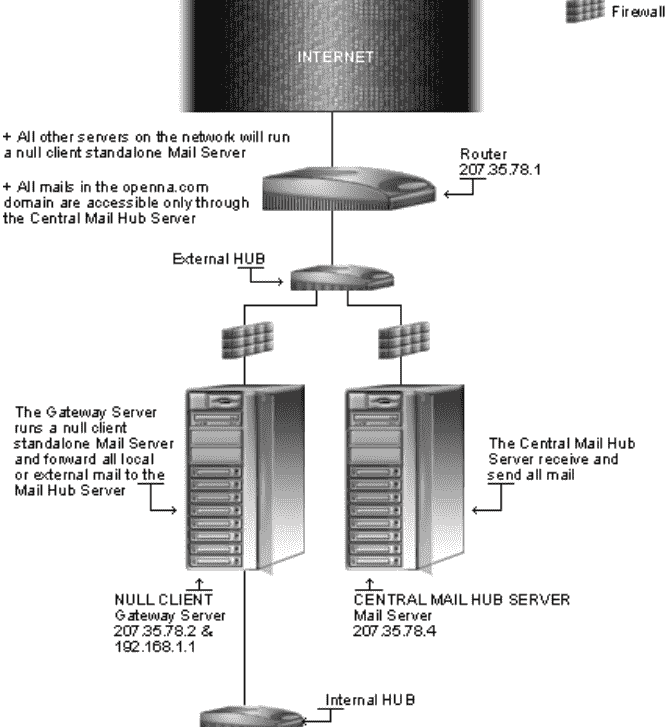 Firewall
INTERNET
+ All other servers on the network will run
a null client standalone Mail Server
+ All mails in the openna.com
domain are accessible only through
the Central Mail Hub Server
Router
207.35.78.1
External HUB
The Gateway Server
runs a null client
standalone Mail Server
and forward all local
or external mail to the
Mail Hub Server
The Central Mail Hub
Server receive and
send all mail
NULL CLIENT
Gateway Server
207.35.78.2 &
192.168.1.1
CENTRAL MAIL HUB SERVER
Mail Server
207.35.78.4
Internal HUB